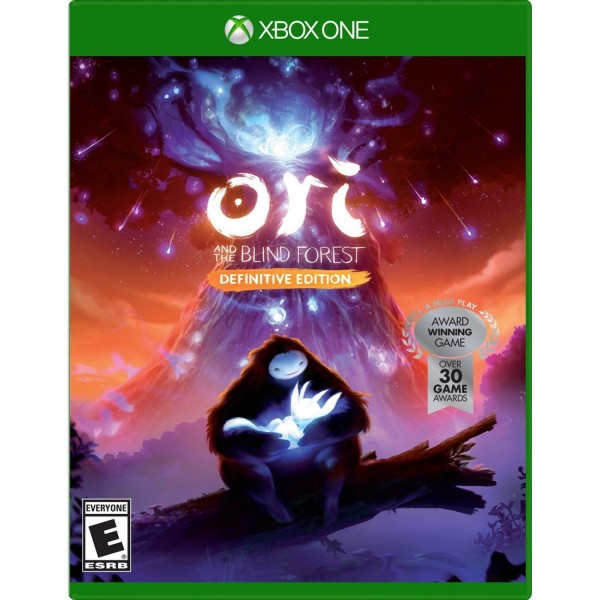 XBOX ONE
ori
AND THE BLIND FOREST
DEFINITIVE EDITION
A MUST PLAY
AWARD
WINNING
GAME
OVER
30
GAME
AWARDS
EVERYONE
E
ESRB